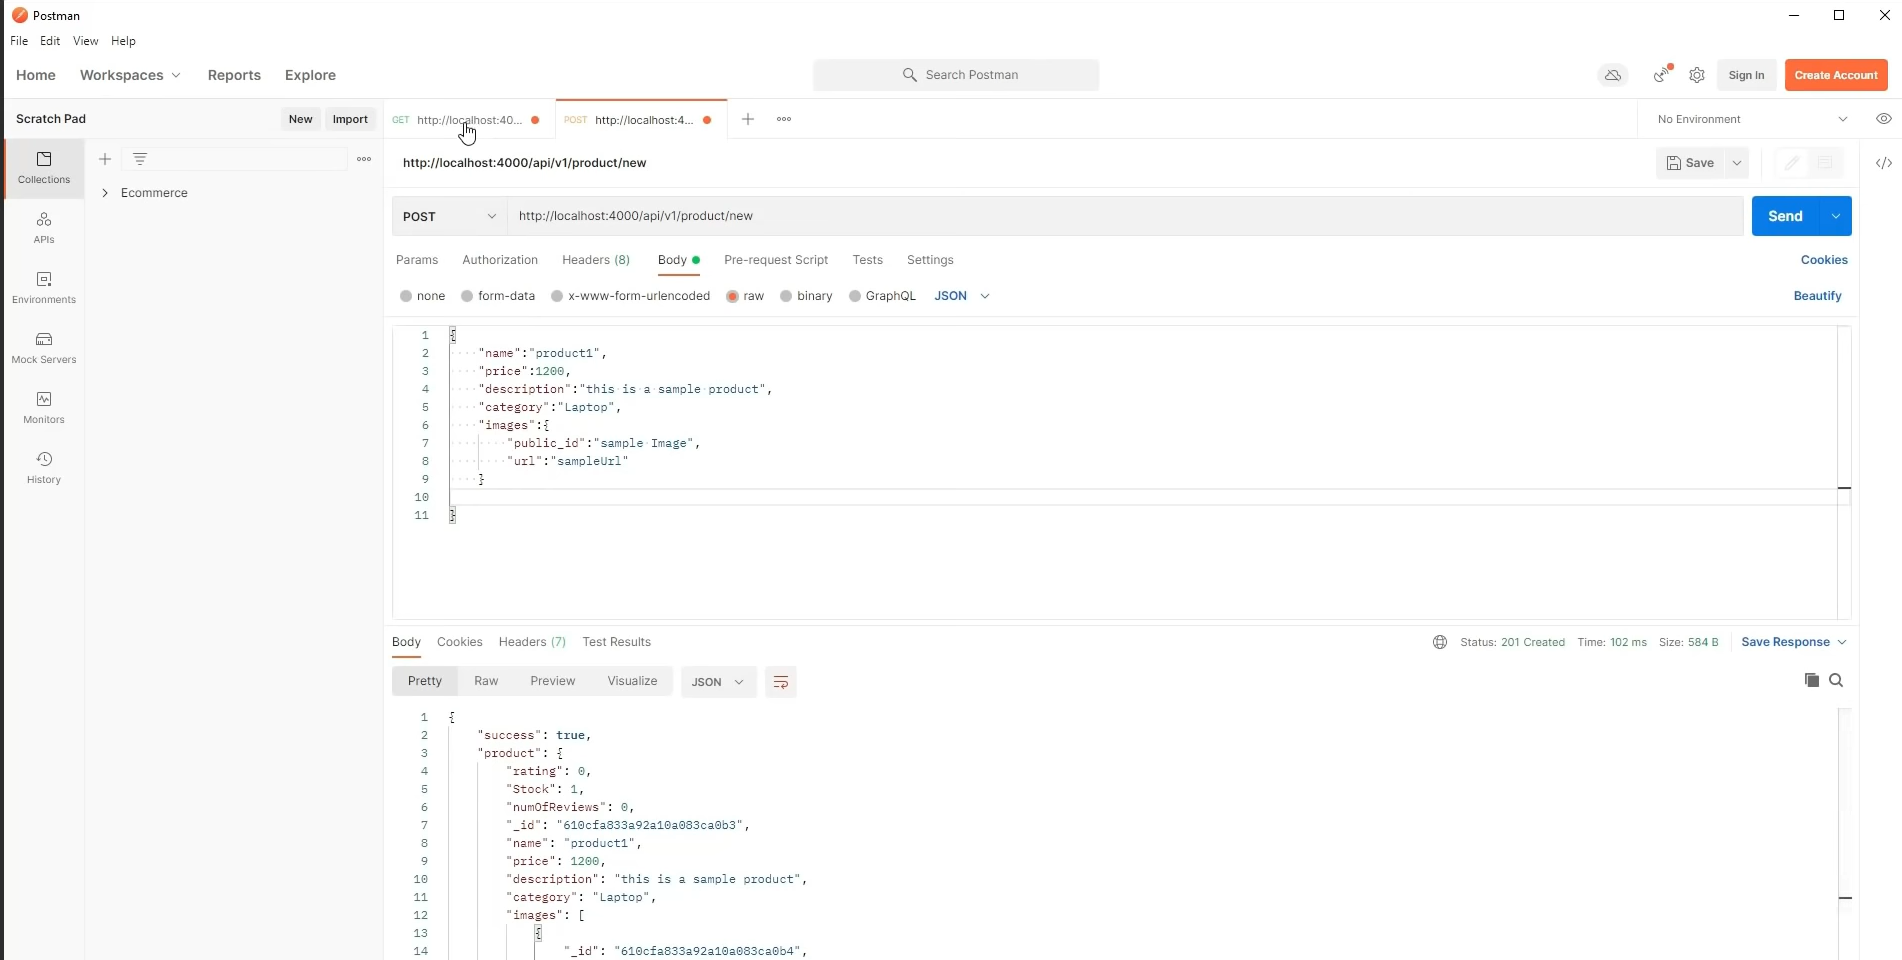 Postman
File Edit View Help
Home Workspaces Reports Explore Search Postman Sign In Create Account
Scratch Pad New Import GET http://localhost:40... POST http://localhost:4... No Environment
http://localhost:4000/api/v1/product/new Save
Collections
Ecommerce
APIs
Environments
Mock Servers
Monitors
History
POST http://localhost:4000/api/v1/product/new Send
Params Authorization Headers (8) Body Pre-request Script Tests Settings Cookies
none form-data x-www-form-urlencoded raw binary GraphQL JSON Beautify
1 {
2 "name":"product1",
3 "price":1200,
4 "description":"this is a sample product",
5 "category":"Laptop",
6 "images":{
7 "public_id":"sample Image",
8 "url":"sampleUrl"
9 }
10
11 }
Body Cookies Headers (7) Test Results Status: 201 Created Time: 102 ms Size: 584 B Save Response
Pretty Raw Preview Visualize JSON
1 {
2 "success": true,
3 "product": {
4 "rating": 0,
5 "Stock": 1,
6 "numOfReviews": 0,
7 "_id": "610cfa833a92a10a083ca0b3",
8 "name": "product1",
9 "price": 1200,
10 "description": "this is a sample product",
11 "category": "Laptop",
12 "images": [
13 {
14 "_id": "610cfa833a92a10a083ca0b4",